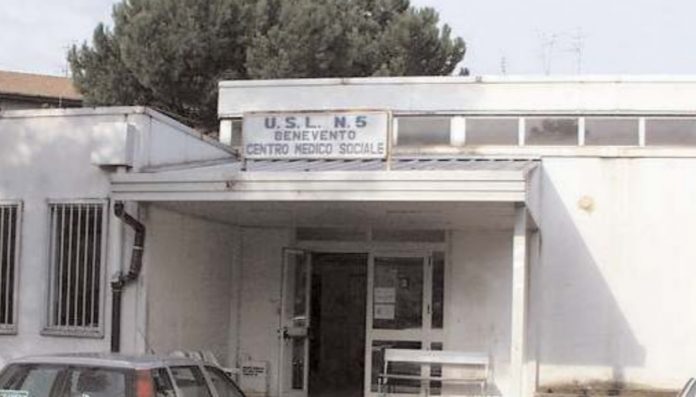 U.S.L. N.5
BENEVENTO
CENTRO MEDICO SOCIALE